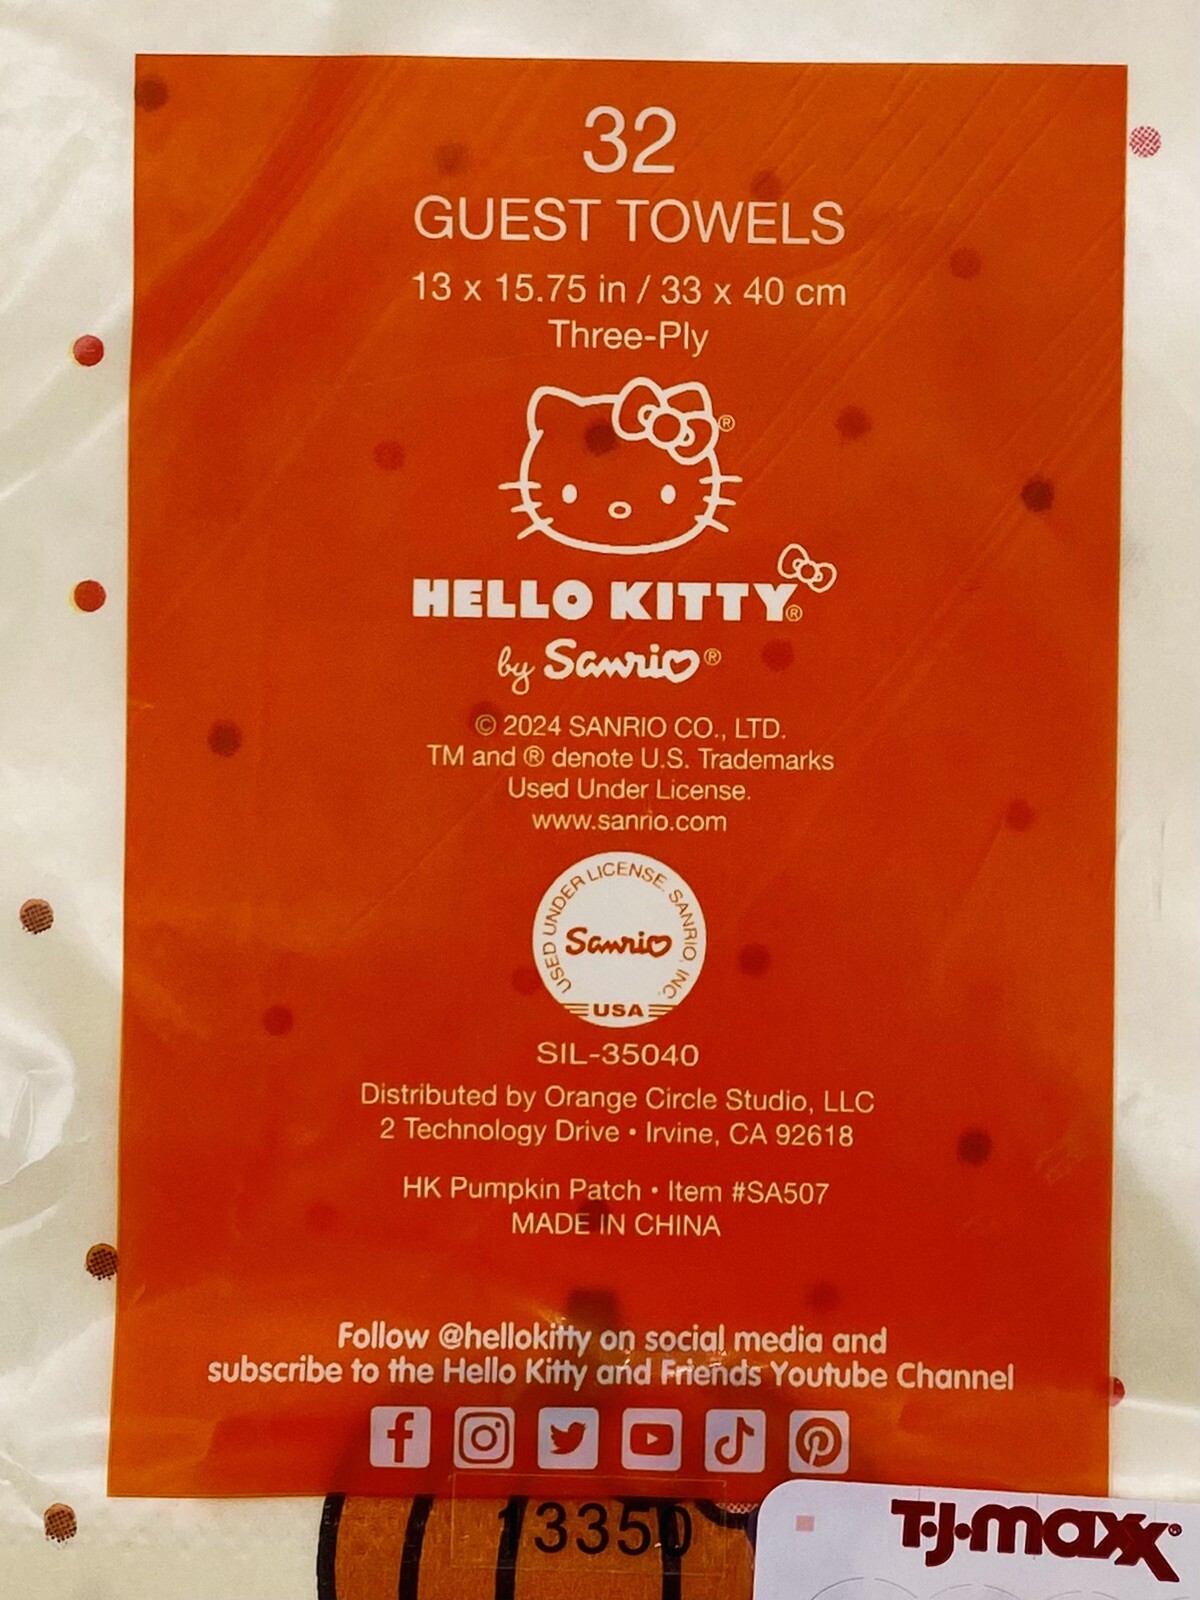 32
GUEST TOWELS
13 x 15.75 in / 33 x 40 cm
Three-Ply
®
HELLO KITTY®
by Sanrio®
© 2024 SANRIO CO., LTD.
TM and ® denote U.S. Trademarks
Used Under License.
www.sanrio.com
USED UNDER LICENSE. SANRIO, INC.
Sanrio
USA
SIL-35040
Distributed by Orange Circle Studio, LLC
2 Technology Drive • Irvine, CA 92618
HK Pumpkin Patch • Item #SA507
MADE IN CHINA
Follow @hellokitty on social media and
subscribe to the Hello Kitty and Friends Youtube Channel
13350
T·J·maxx®